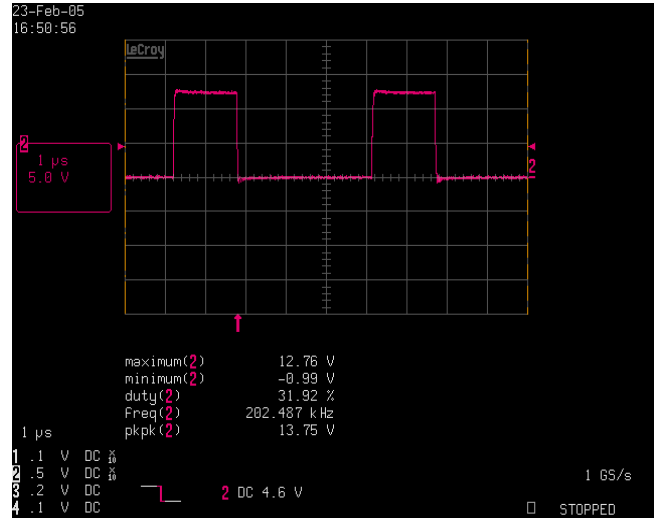 23-Feb-05
16:50:56
LeCroy
2
1 µs
5.0 V
2
maximum(2) 12.76 V
minimum(2) -0.99 V
duty(2) 31.92 %
freq(2) 202.487 kHz
pkpk(2) 13.75 V
1 µs
1 .1 V DC X10
2 .5 V DC X10
3 .2 V DC
4 .1 V DC
2 DC 4.6 V
1 GS/s
STOPPED